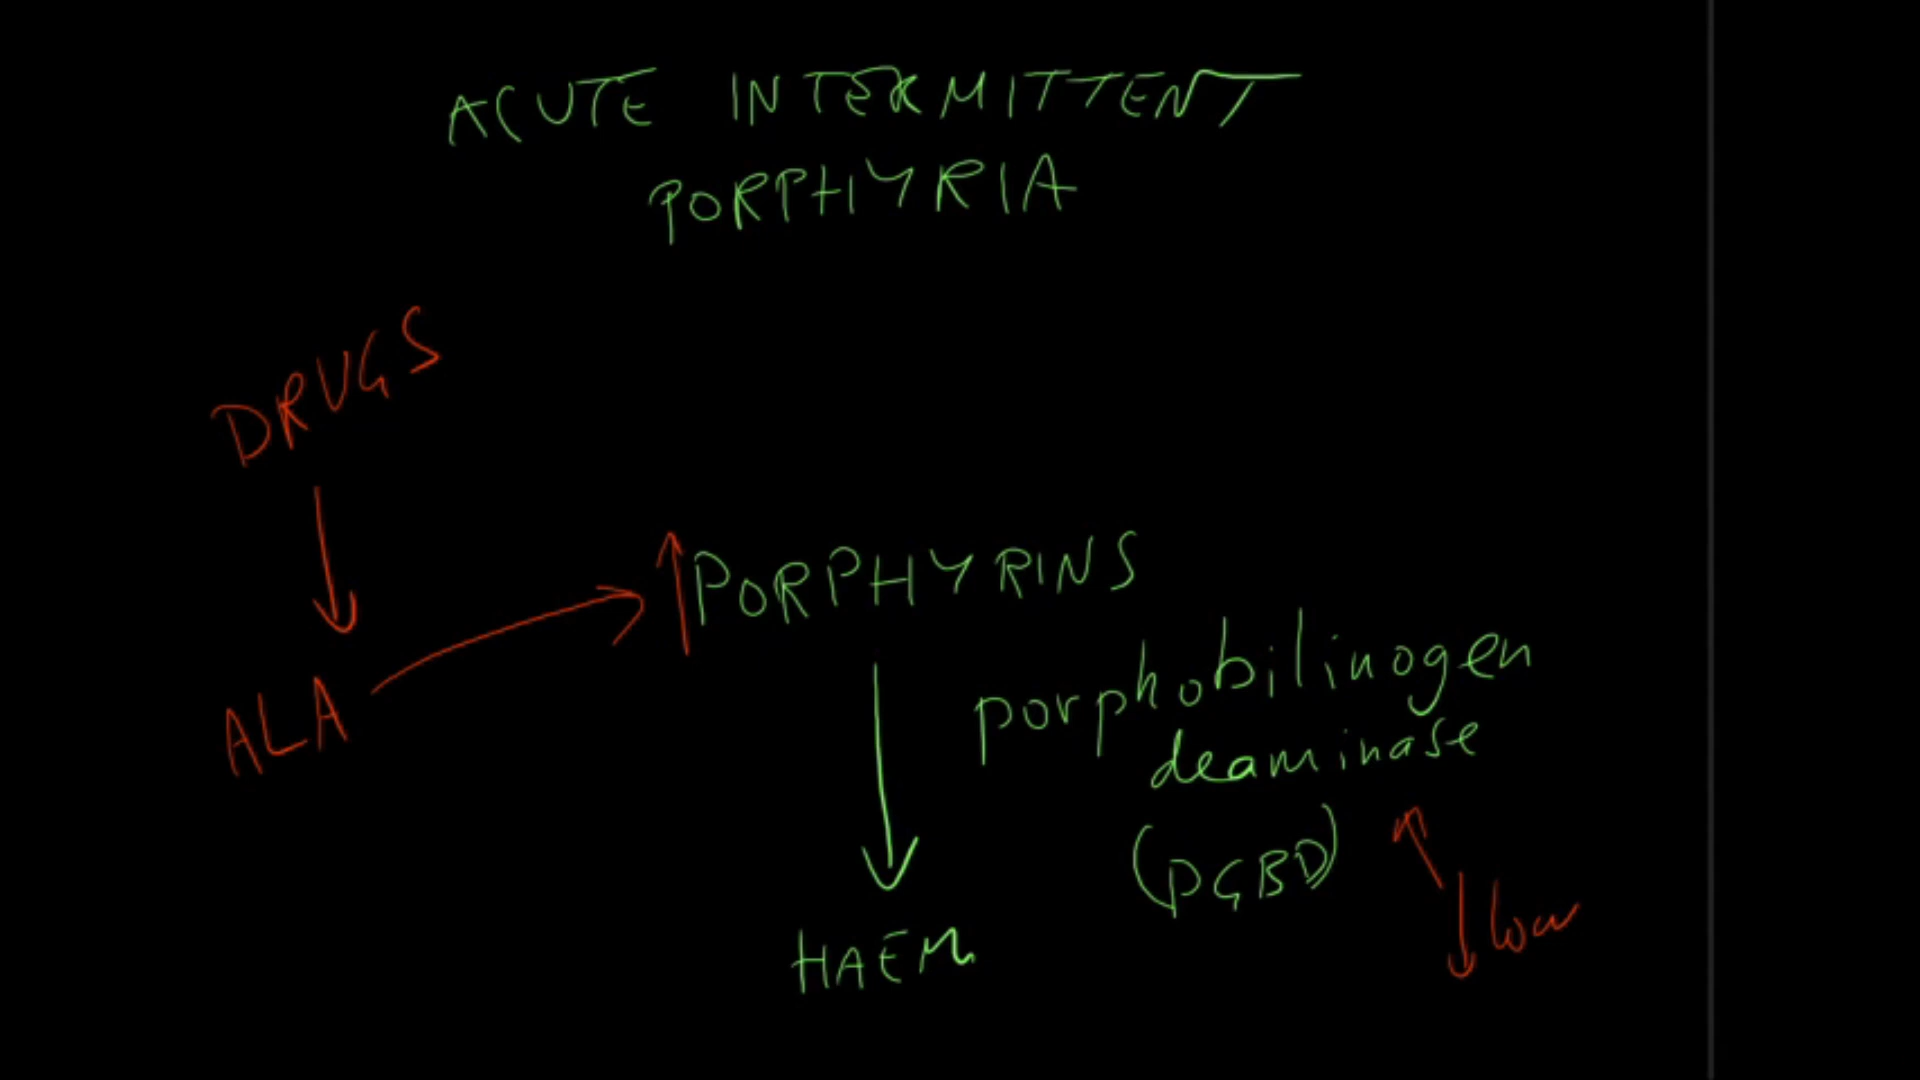 ACUTE INTERMITTENT
PORPHYRIA
DRUGS
PORPHYRINS
porphobilinogen
deaminase
ALA
(PGBD)
low
HAEM